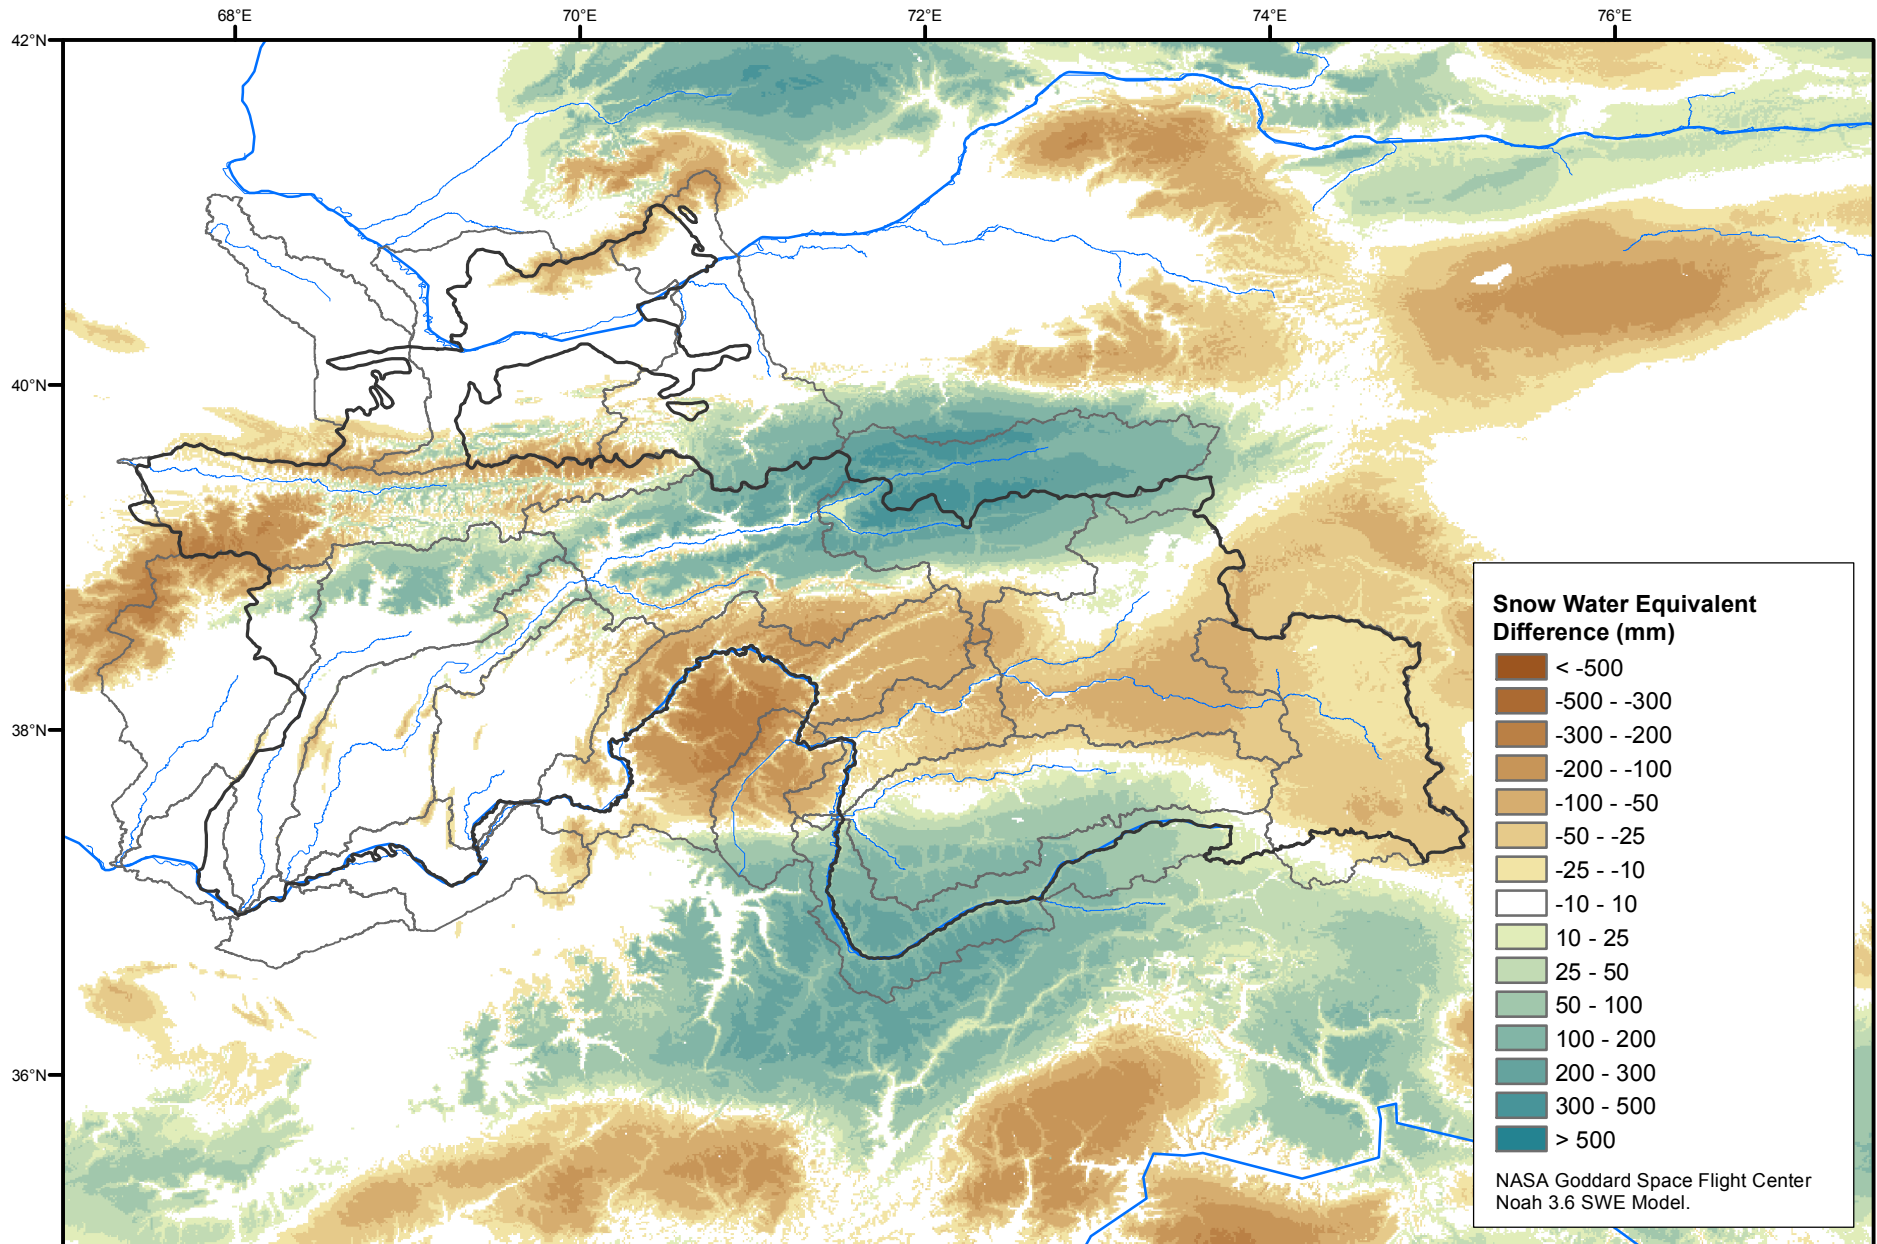 68°E
70°E
72°E
74°E
76°E
42°N
40°N
38°N
36°N
Snow Water Equivalent
Difference (mm)
< -500
-500 - -300
-300 - -200
-200 - -100
-100 - -50
-50 - -25
-25 - -10
-10 - 10
10 - 25
25 - 50
50 - 100
100 - 200
200 - 300
300 - 500
> 500
NASA Goddard Space Flight Center
Noah 3.6 SWE Model.